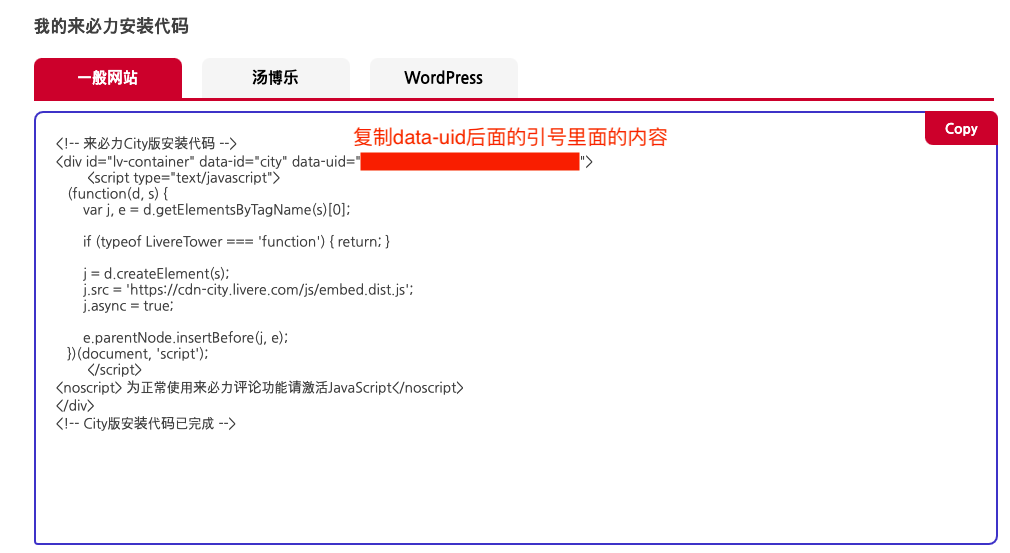 我的来必力安装代码
一般网站
汤博乐
WordPress
Copy
复制data-uid后面的引号里面的内容
<!-- 来必力City版安装代码 -->
<div id="lv-container" data-id="city" data-uid="">
<script type="text/javascript">
(function(d, s) {
var j, e = d.getElementsByTagName(s)[0];
if (typeof LivereTower === 'function') { return; }
j = d.createElement(s);
j.src = 'https://cdn-city.livere.com/js/embed.dist.js';
j.async = true;
e.parentNode.insertBefore(j, e);
})(document, 'script');
</script>
<noscript> 为正常使用来必力评论功能请激活JavaScript</noscript>
</div>
<!-- City版安装代码已完成 -->